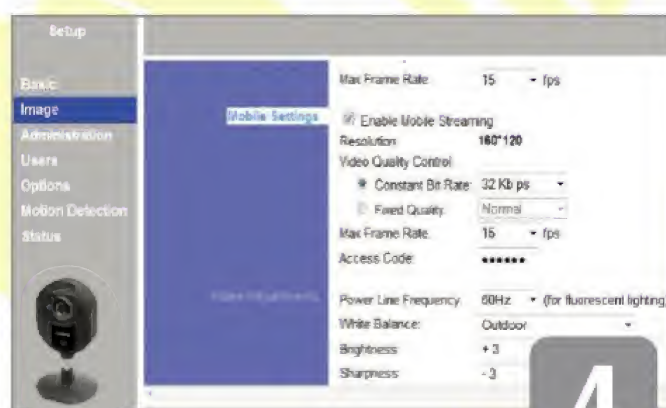 Setup
Basic
Image
Administration
Users
Options
Motion Detection
Status
Max Frame Rate 15 fps
Mobile Settings
Enable Mobile Streaming
Resolution 160*120
Video Quality Control
Constant Bit Rate: 32 Kbps
Fixed Quality Normal
Max Frame Rate 15 fps
Access Code: ●●●●●●
Power Line Frequency 60Hz (for fluorescent lighting)
White Balance: Outdoor
Brightness +3
Sharpness -3
4